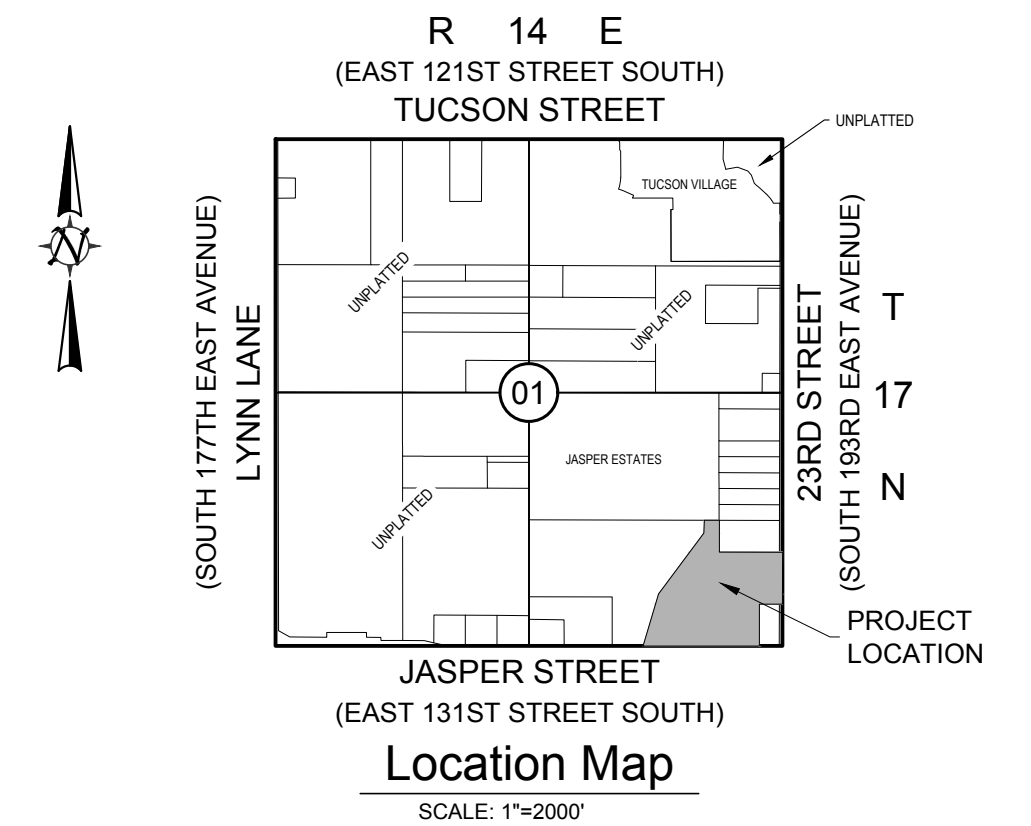 R 14 E
(EAST 121ST STREET SOUTH)
TUCSON STREET
UNPLATTED
TUCSON VILLAGE
N
(SOUTH 177TH EAST AVENUE)
LYNN LANE
UNPLATTED
UNPLATTED
01
JASPER ESTATES
UNPLATTED
23RD STREET
(SOUTH 193RD EAST AVENUE)
T
17
N
PROJECT
LOCATION
JASPER STREET
(EAST 131ST STREET SOUTH)
Location Map
SCALE: 1"=2000'